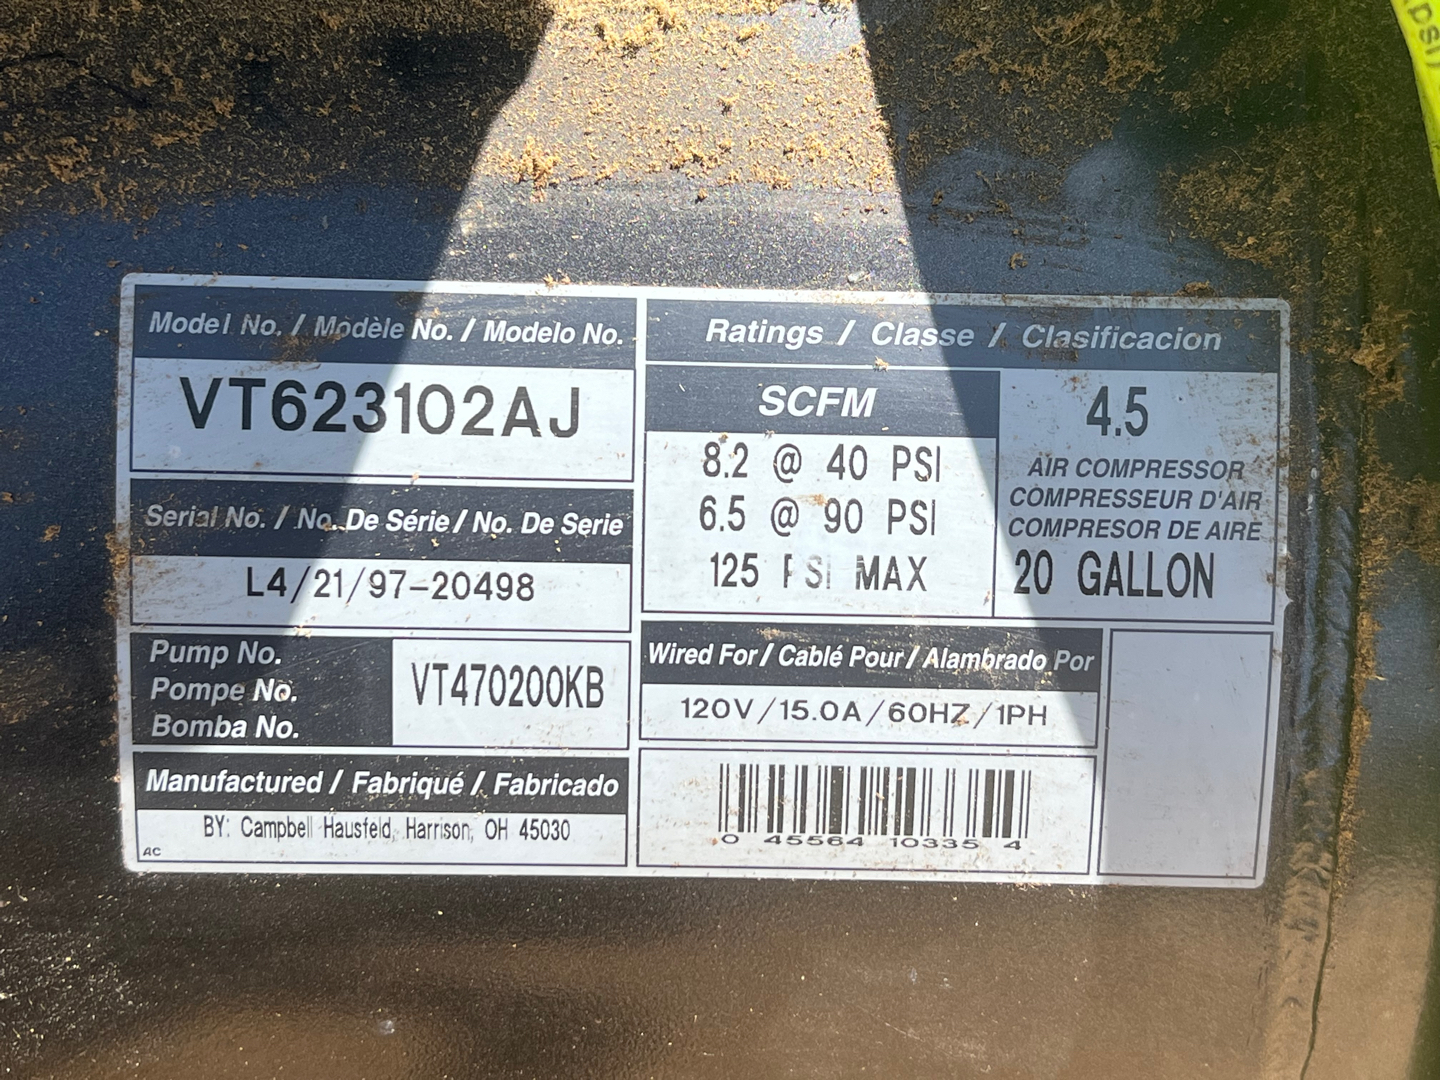 PSI)
Model No. / Modèle No. / Modelo No.
VT623102AJ
Serial No. / No. De Série / No. De Serie
L4/21/97-20498
Pump No.
Pompe No.
Bomba No.
VT470200KB
Manufactured / Fabriqué / Fabricado
BY: Campbell Hausfeld, Harrison, OH 45030
AC
Ratings / Classe / Clasificacion
SCFM
8.2 @ 40 PSI
6.5 @ 90 PSI
125 PSI MAX
4.5
AIR COMPRESSOR
COMPRESSEUR D'AIR
COMPRESOR DE AIRE
20 GALLON
Wired For / Cablé Pour / Alambrado Por
120V/15.0A/60HZ/1PH
0 45564 10335 4